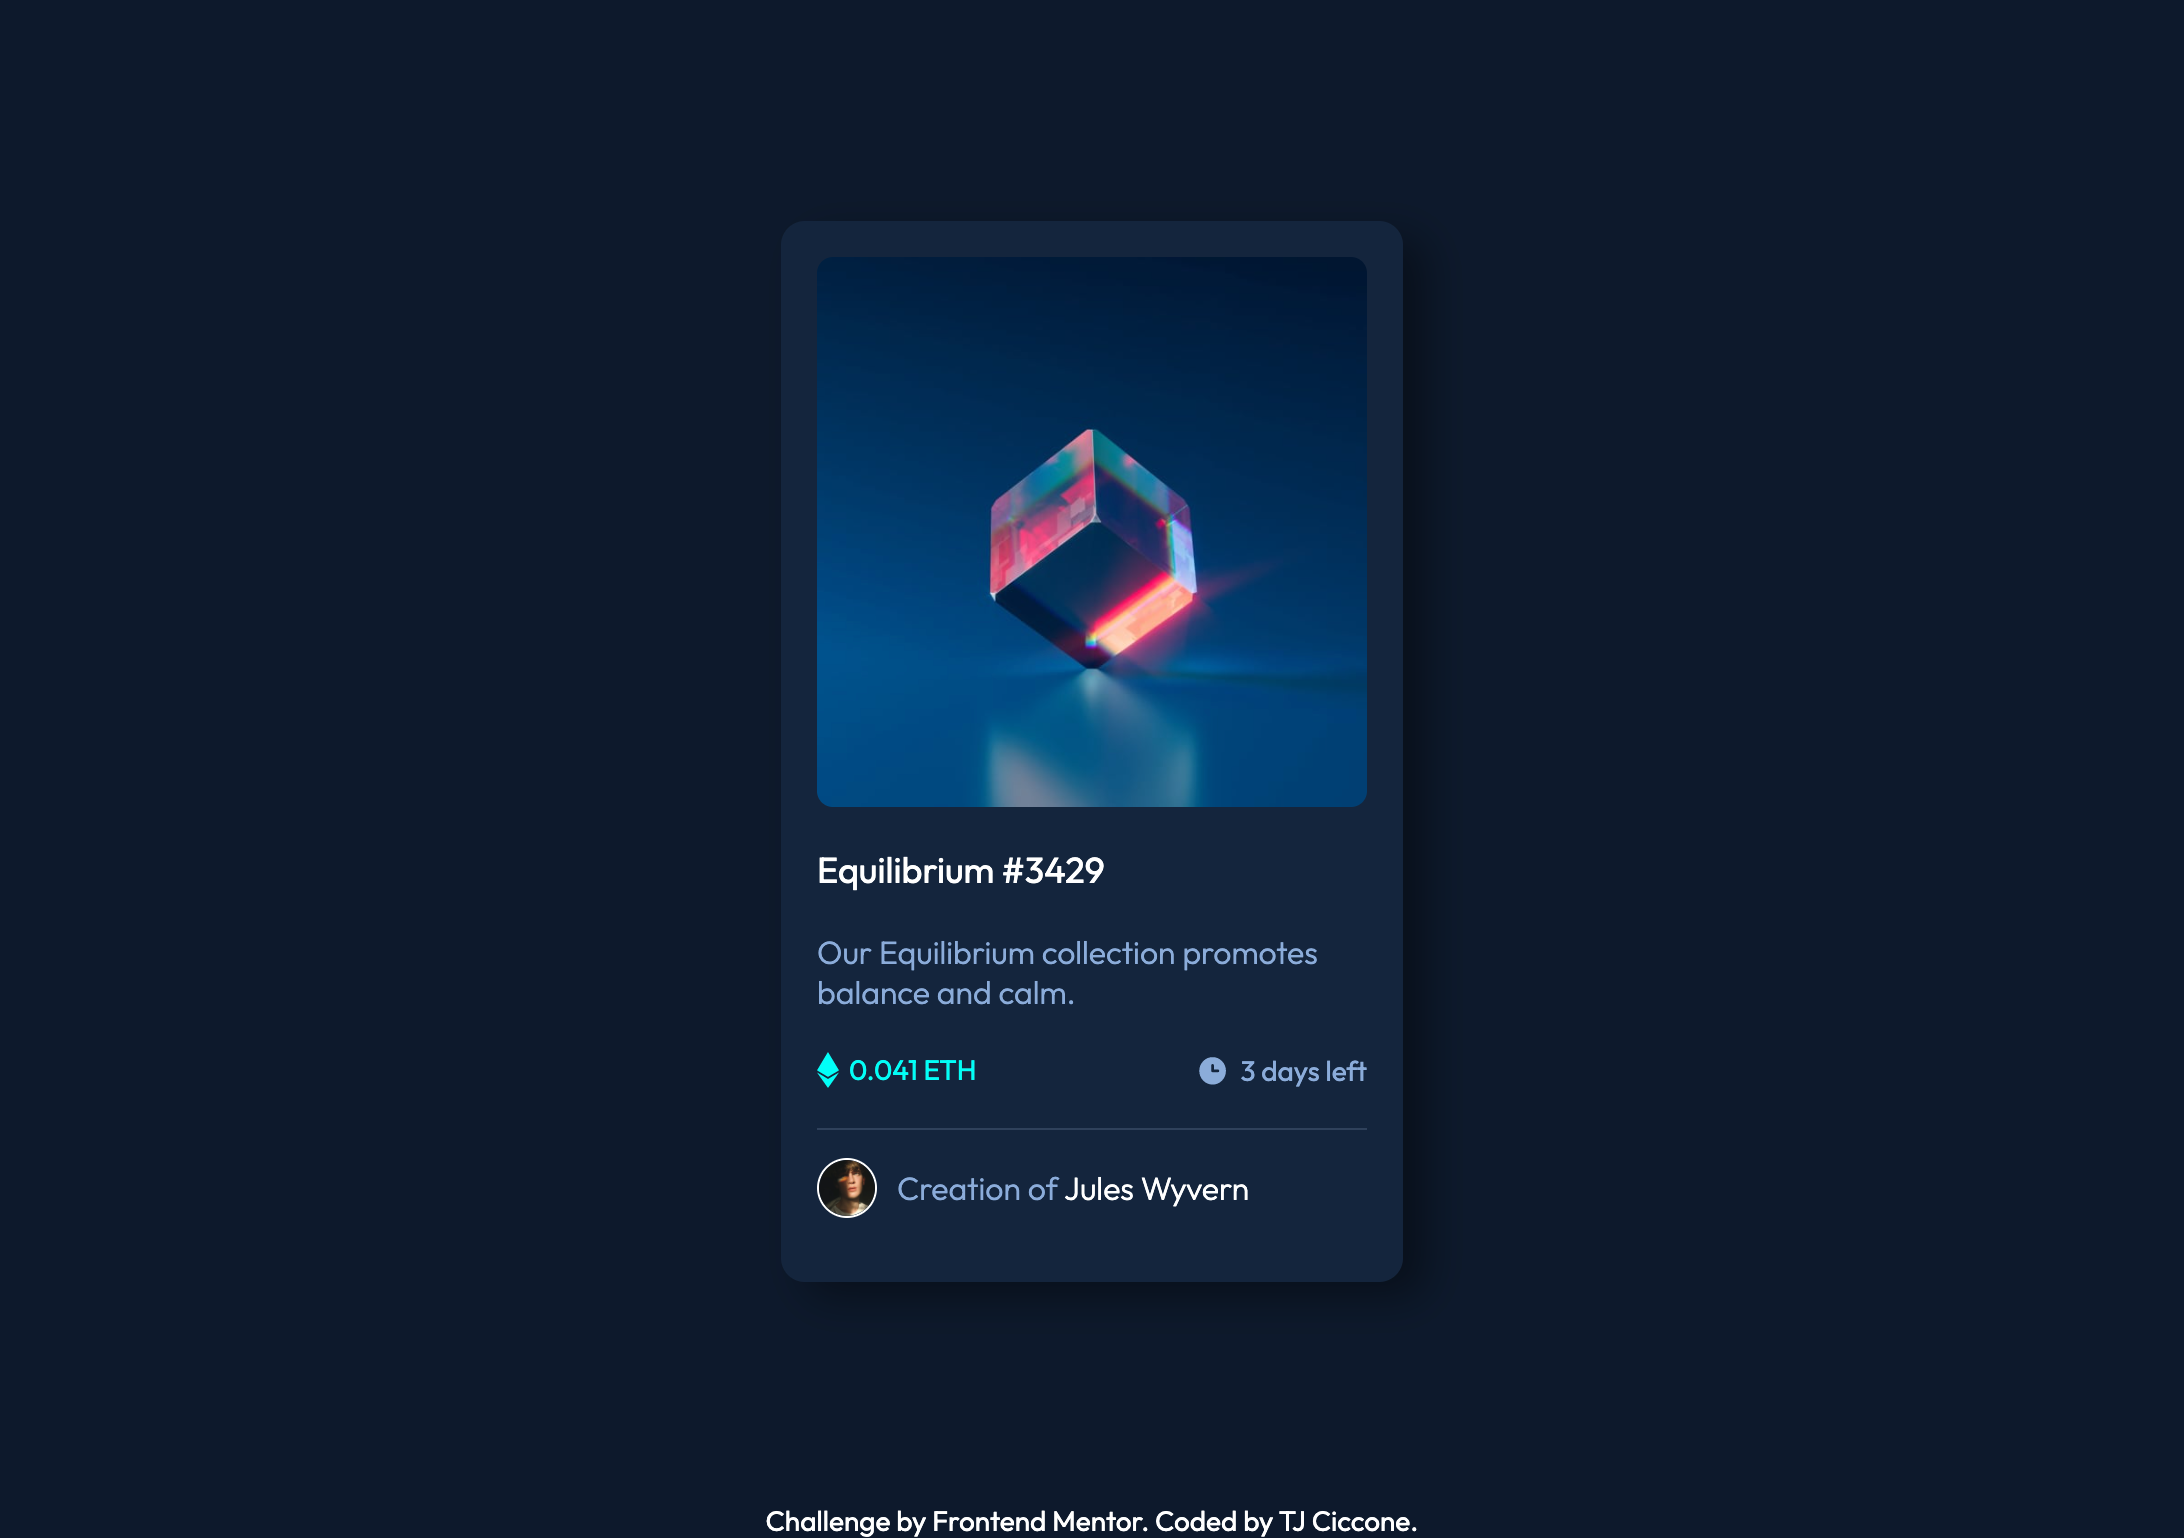 Equilibrium #3429
Our Equilibrium collection promotes
balance and calm.
0.041 ETH
3 days left
Creation of Jules Wyvern
Challenge by Frontend Mentor. Coded by TJ Ciccone.